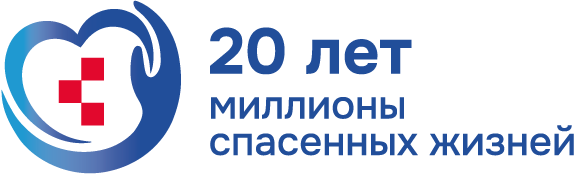 20 лет
миллионы
спасенных жизней